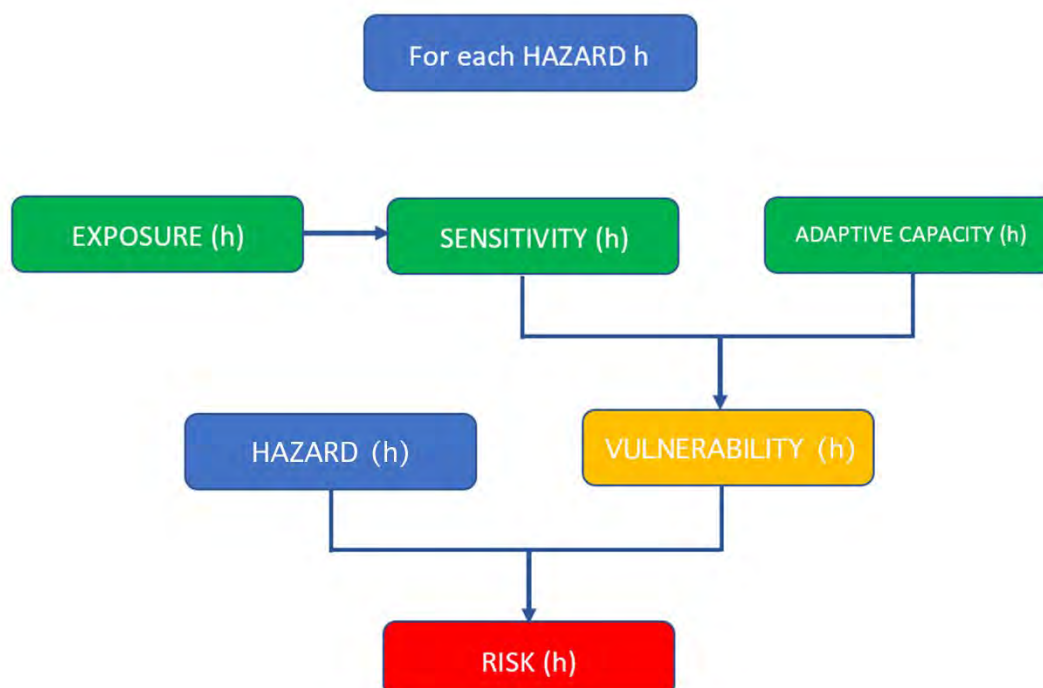 For each HAZARD h
EXPOSURE (h)
SENSITIVITY (h)
ADAPTIVE CAPACITY (h)
HAZARD (h)
VULNERABILITY (h)
RISK (h)